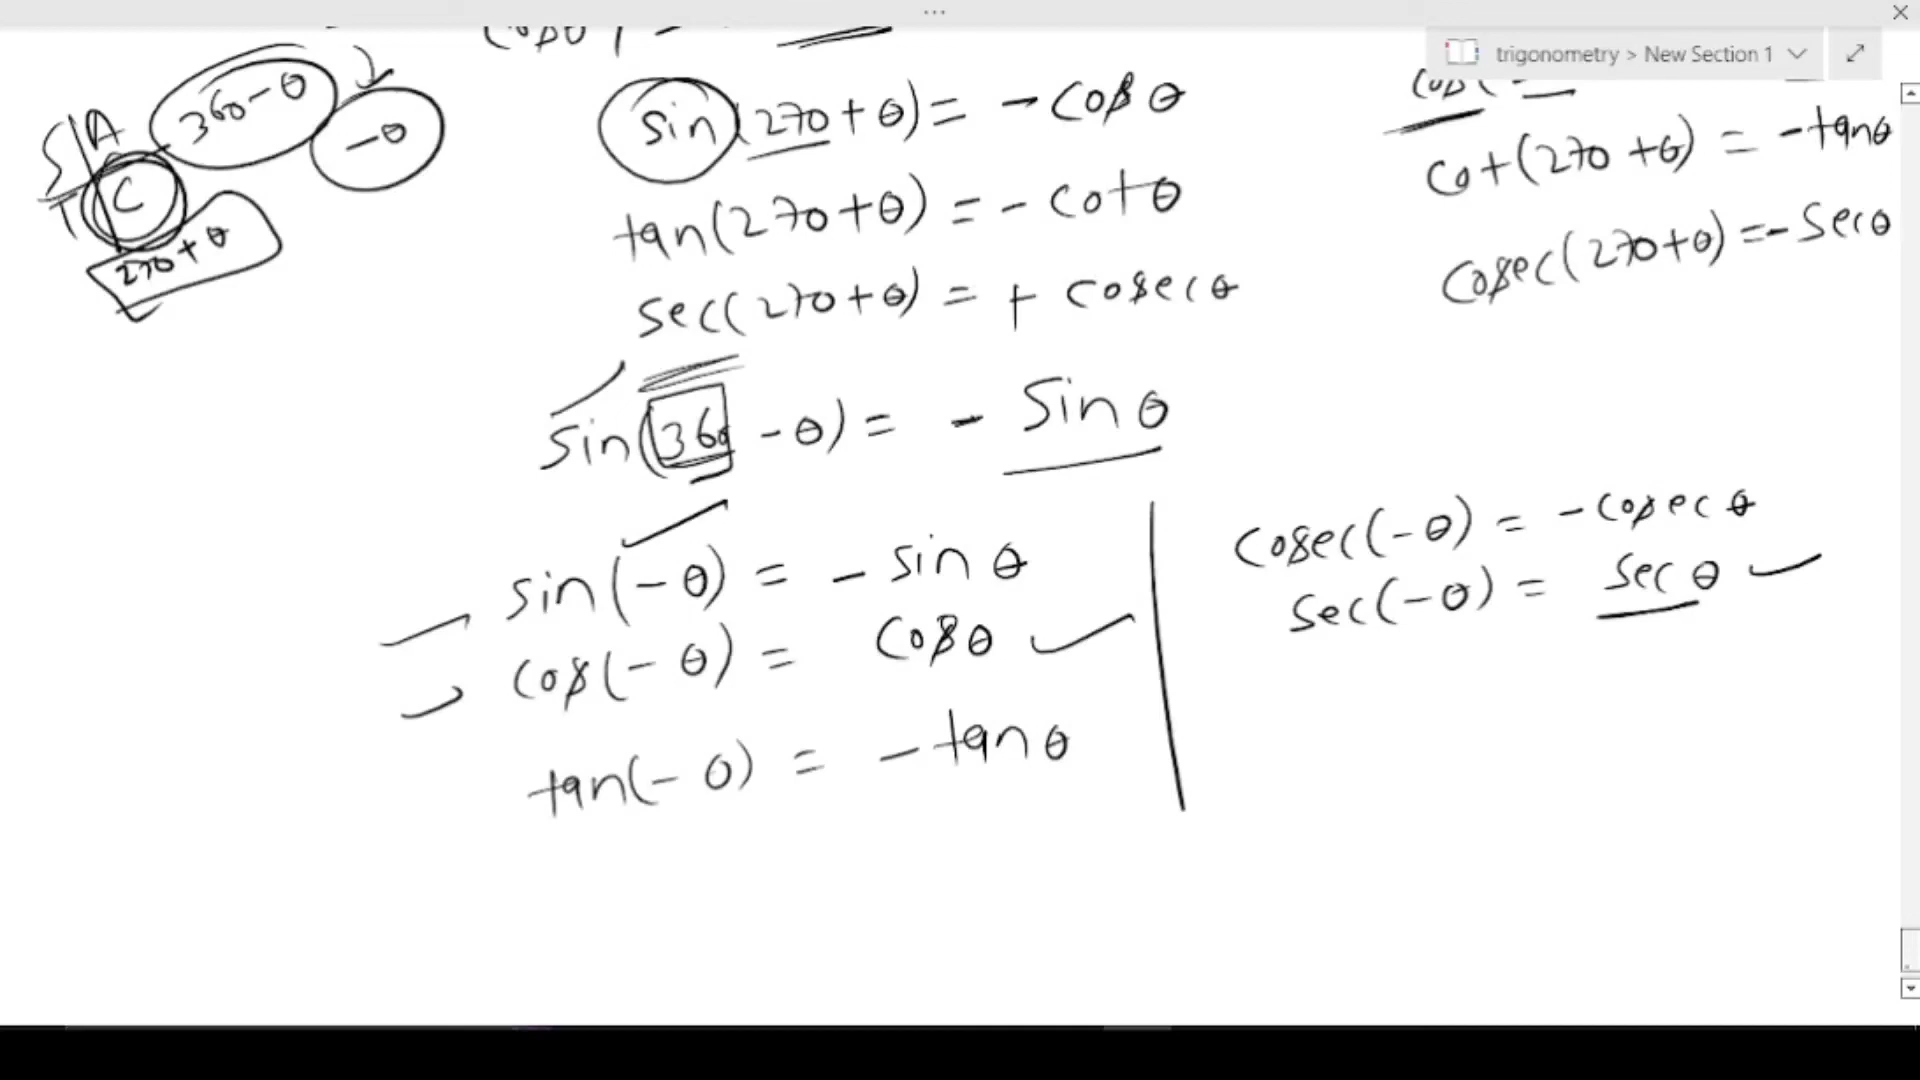 trigonometry > New Section 1
S A 360-θ -θ
T C
270+θ
sin(270+θ) = -cosθ
tan(270+θ) = -cotθ
sec(270+θ) = + cosecθ
cot(270+θ) = -tanθ
cosec(270+θ) = -secθ
sin(360-θ) = - sinθ
sin(-θ) = - sinθ
cos(-θ) = cosθ
tan(-θ) = - tanθ
cosec(-θ) = -cosecθ
sec(-θ) = secθ